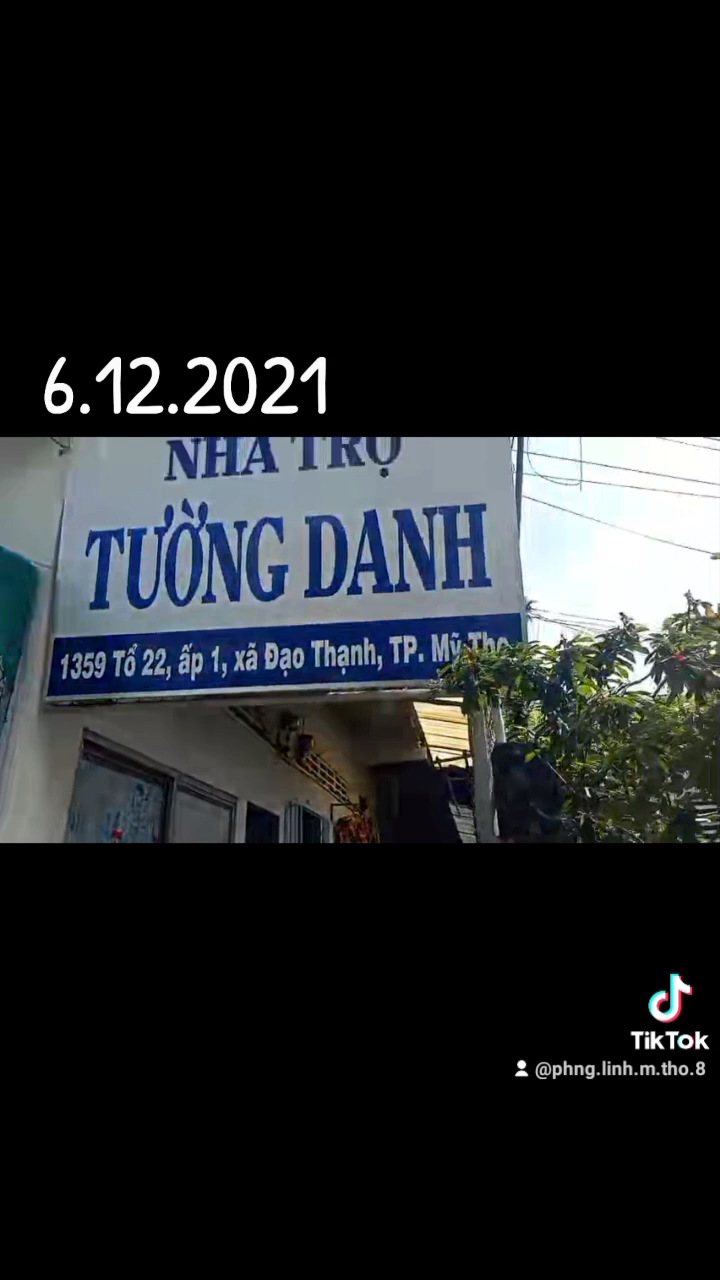 6.12.2021
NHÀ TRỌ
TƯỜNG DANH
1359 Tổ 22, ấp 1, xã Đạo Thạnh, TP. Mỹ Tho
TikTok
@phng.linh.m.tho.8